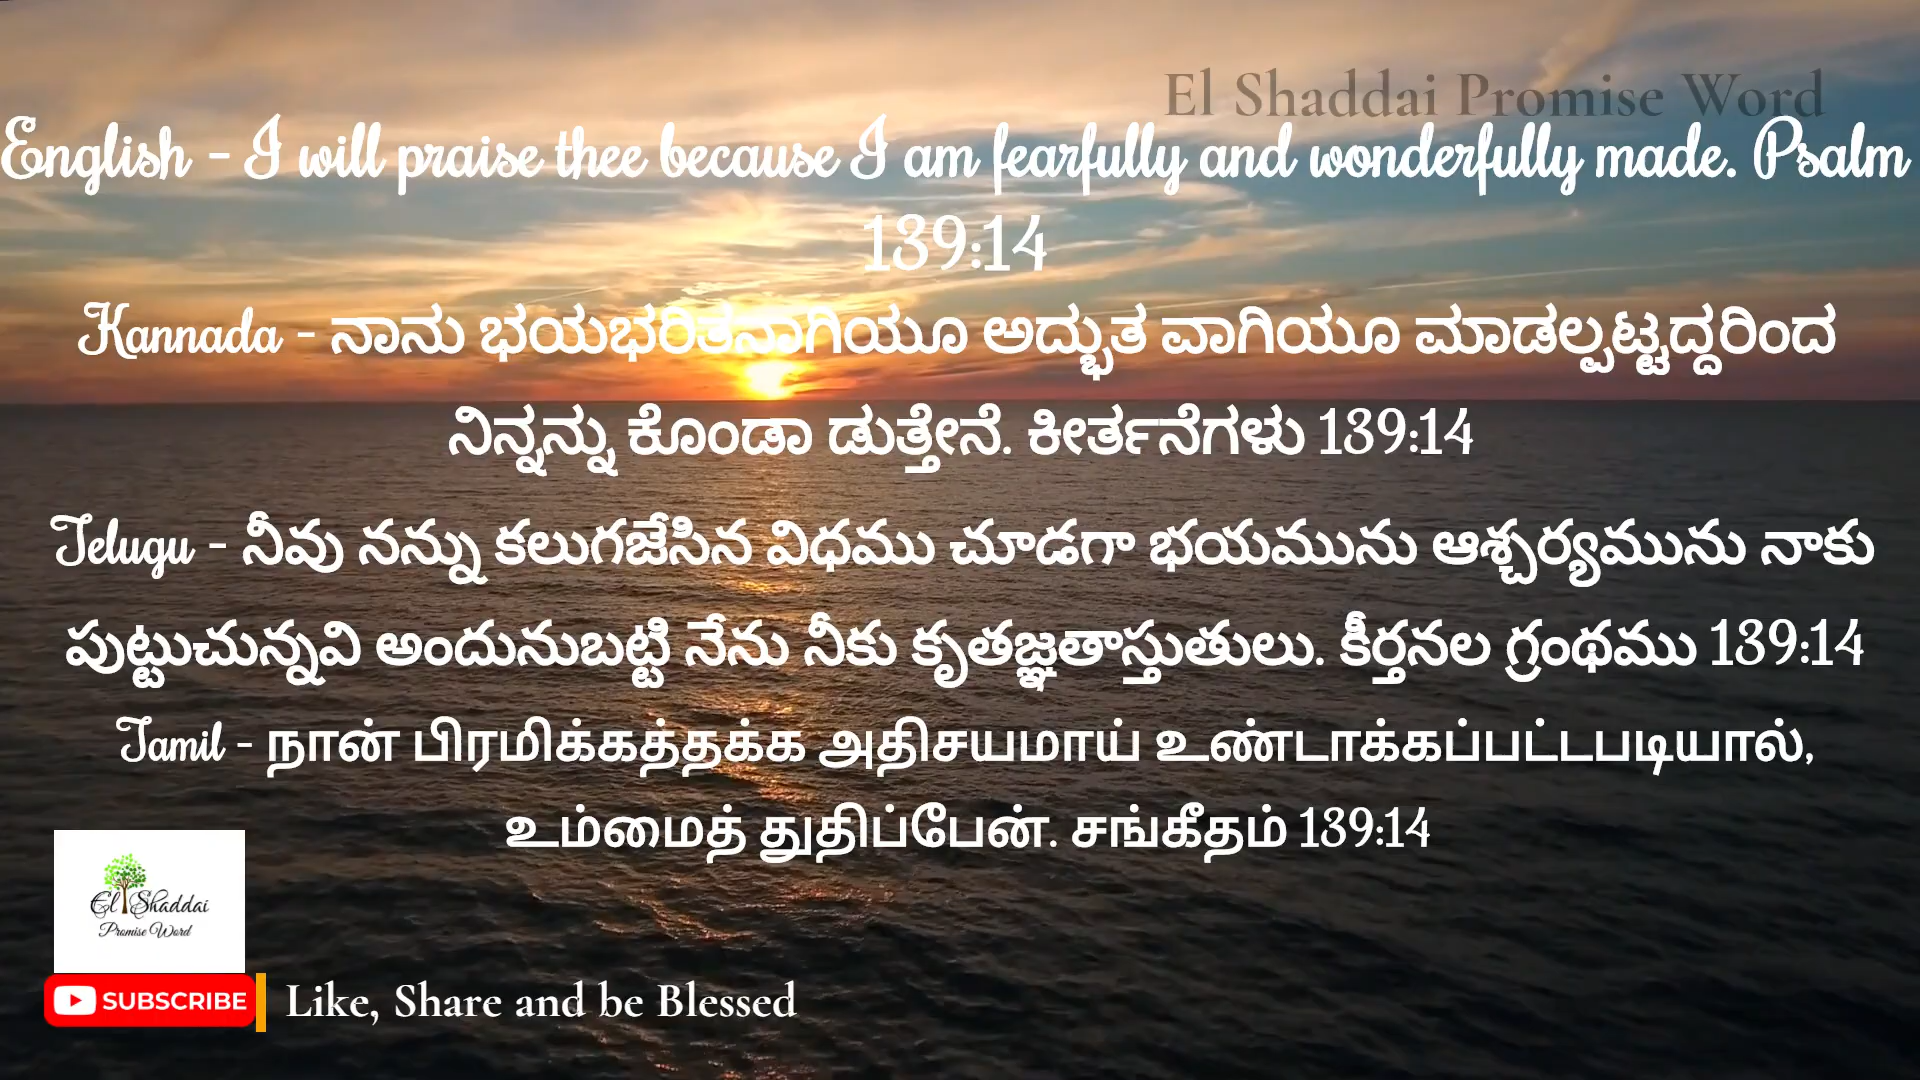 El Shaddai Promise Word
English - I will praise thee because I am fearfully and wonderfully made. Psalm
139:14
Kannada - ನಾನು ಭಯಭರಿತನಾಗಿಯೂ ಅದ್ಭುತ ವಾಗಿಯೂ ಮಾಡಲ್ಪಟ್ಟದ್ದರಿಂದ
ನಿನ್ನನ್ನು ಕೊಂಡಾ ಡುತ್ತೇನೆ. ಕೀರ್ತನೆಗಳು 139:14
Telugu - నీవు నన్ను కలుగజేసిన విధము చూడగా భయమును ఆశ్చర్యమును నాకు
పుట్టుచున్నవి అందునుబట్టి నేను నీకు కృతజ్ఞతాస్తుతులు. కీర్తనల గ్రంథము 139:14
Tamil - நான் பிரமிக்கத்தக்க அதிசயமாய் உண்டாக்கப்பட்டபடியால்,
உம்மைத் துதிப்பேன். சங்கீதம் 139:14
El Shaddai
Promise Word
SUBSCRIBE
Like, Share and be Blessed